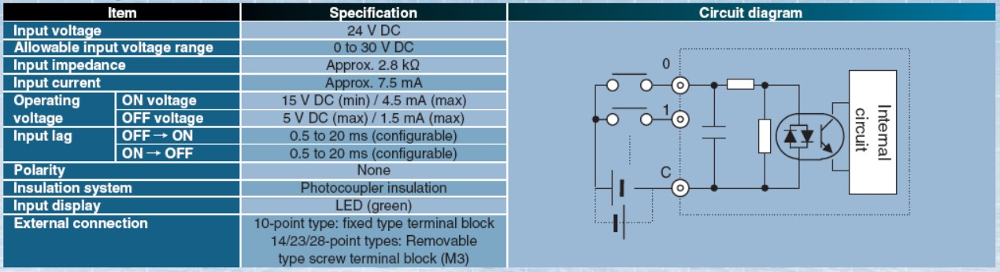 Item Specification Circuit diagram
Input voltage 24 V DC
Allowable input voltage range 0 to 30 V DC
Input impedance Approx. 2.8 kΩ
Input current Approx. 7.5 mA
Operating ON voltage 15 V DC (min) / 4.5 mA (max)
voltage OFF voltage 5 V DC (max) / 1.5 mA (max)
Input lag OFF → ON 0.5 to 20 ms (configurable)
ON → OFF 0.5 to 20 ms (configurable)
Polarity None
Insulation system Photocoupler insulation
Input display LED (green)
External connection 10-point type: fixed type terminal block
14/23/28-point types: Removable
type screw terminal block (M3)
0
1
C
Internal
circuit